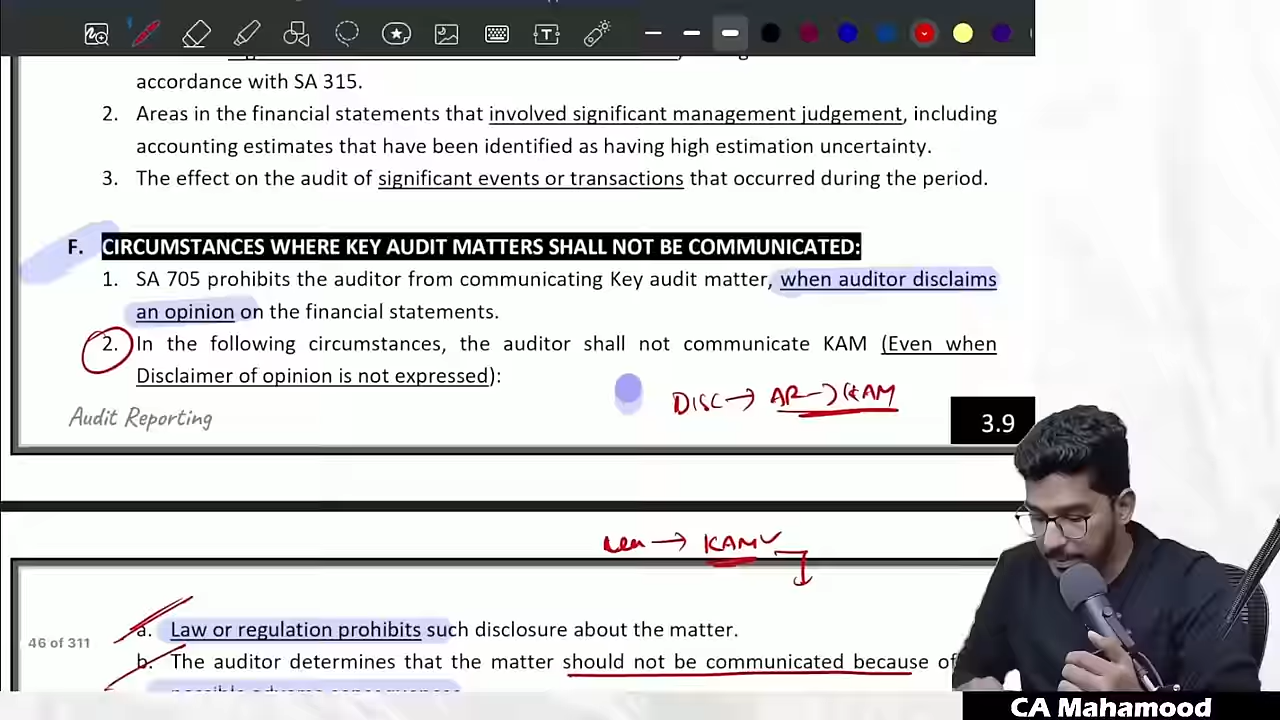 accordance with SA 315.
2. Areas in the financial statements that involved significant management judgement, including
accounting estimates that have been identified as having high estimation uncertainty.
3. The effect on the audit of significant events or transactions that occurred during the period.
F. CIRCUMSTANCES WHERE KEY AUDIT MATTERS SHALL NOT BE COMMUNICATED:
1. SA 705 prohibits the auditor from communicating Key audit matter, when auditor disclaims
an opinion on the financial statements.
2. In the following circumstances, the auditor shall not communicate KAM (Even when
Disclaimer of opinion is not expressed):
DISC → AR → KAM
Audit Reporting
3.9
→ KAM
a. Law or regulation prohibits such disclosure about the matter.
46 of 311
b. The auditor determines that the matter should not be communicated because of
CA Mahamood